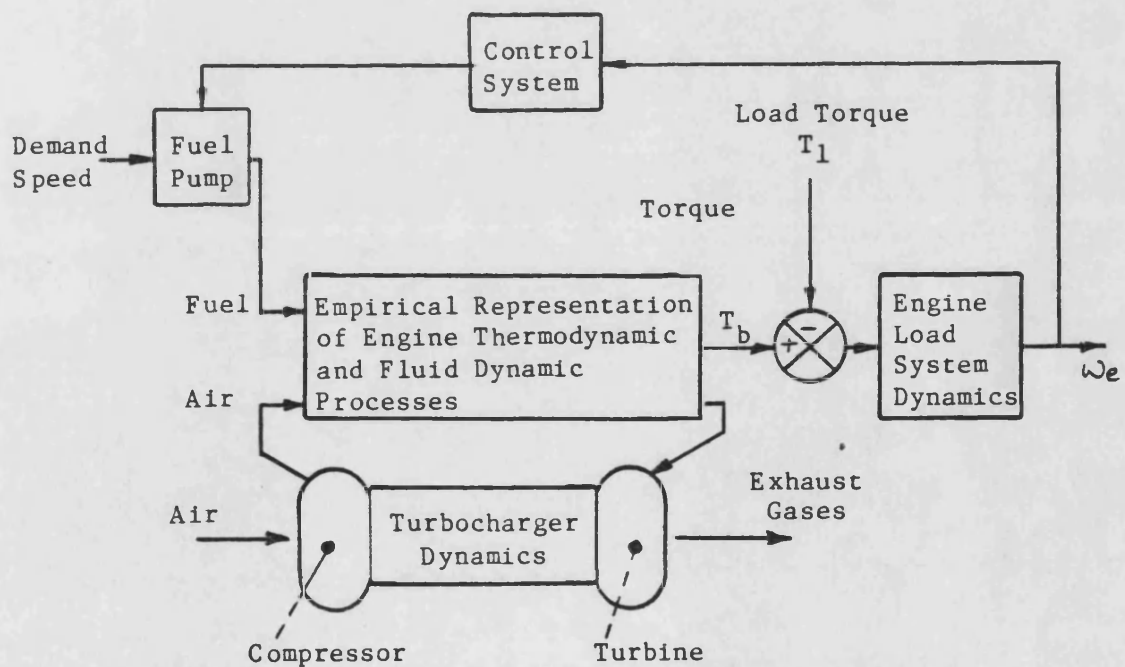 Control
System
Demand
Speed
Fuel
Pump
Load Torque
T1
Torque
Fuel
Air
Empirical Representation
of Engine Thermodynamic
and Fluid Dynamic
Processes
Tb
+
-
Engine
Load
System
Dynamics
We
Air
Turbocharger
Dynamics
Exhaust
Gases
Compressor
Turbine